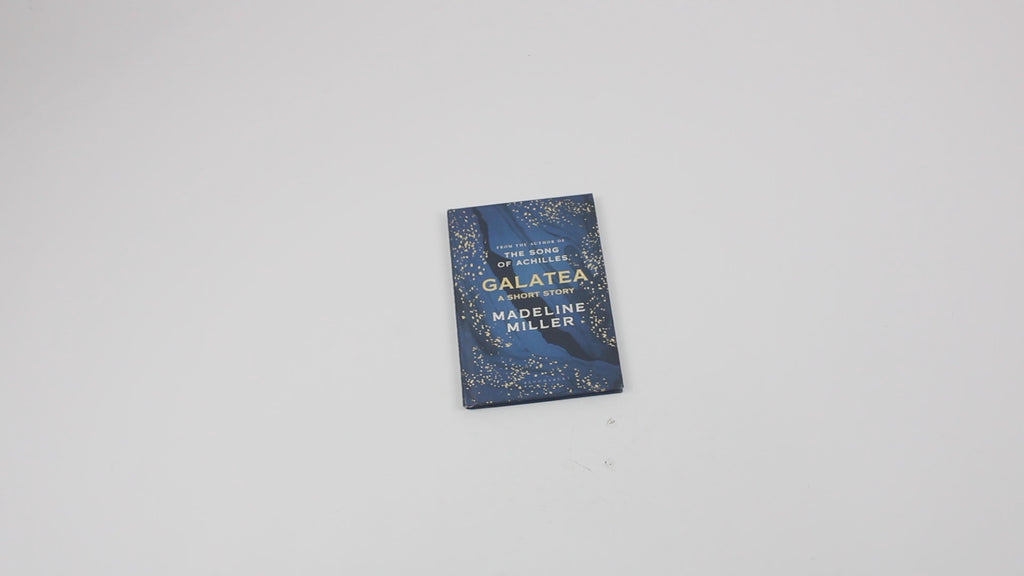 FROM THE AUTHOR OF
THE SONG
OF ACHILLES
GALATEA
A SHORT STORY
MADELINE
MILLER